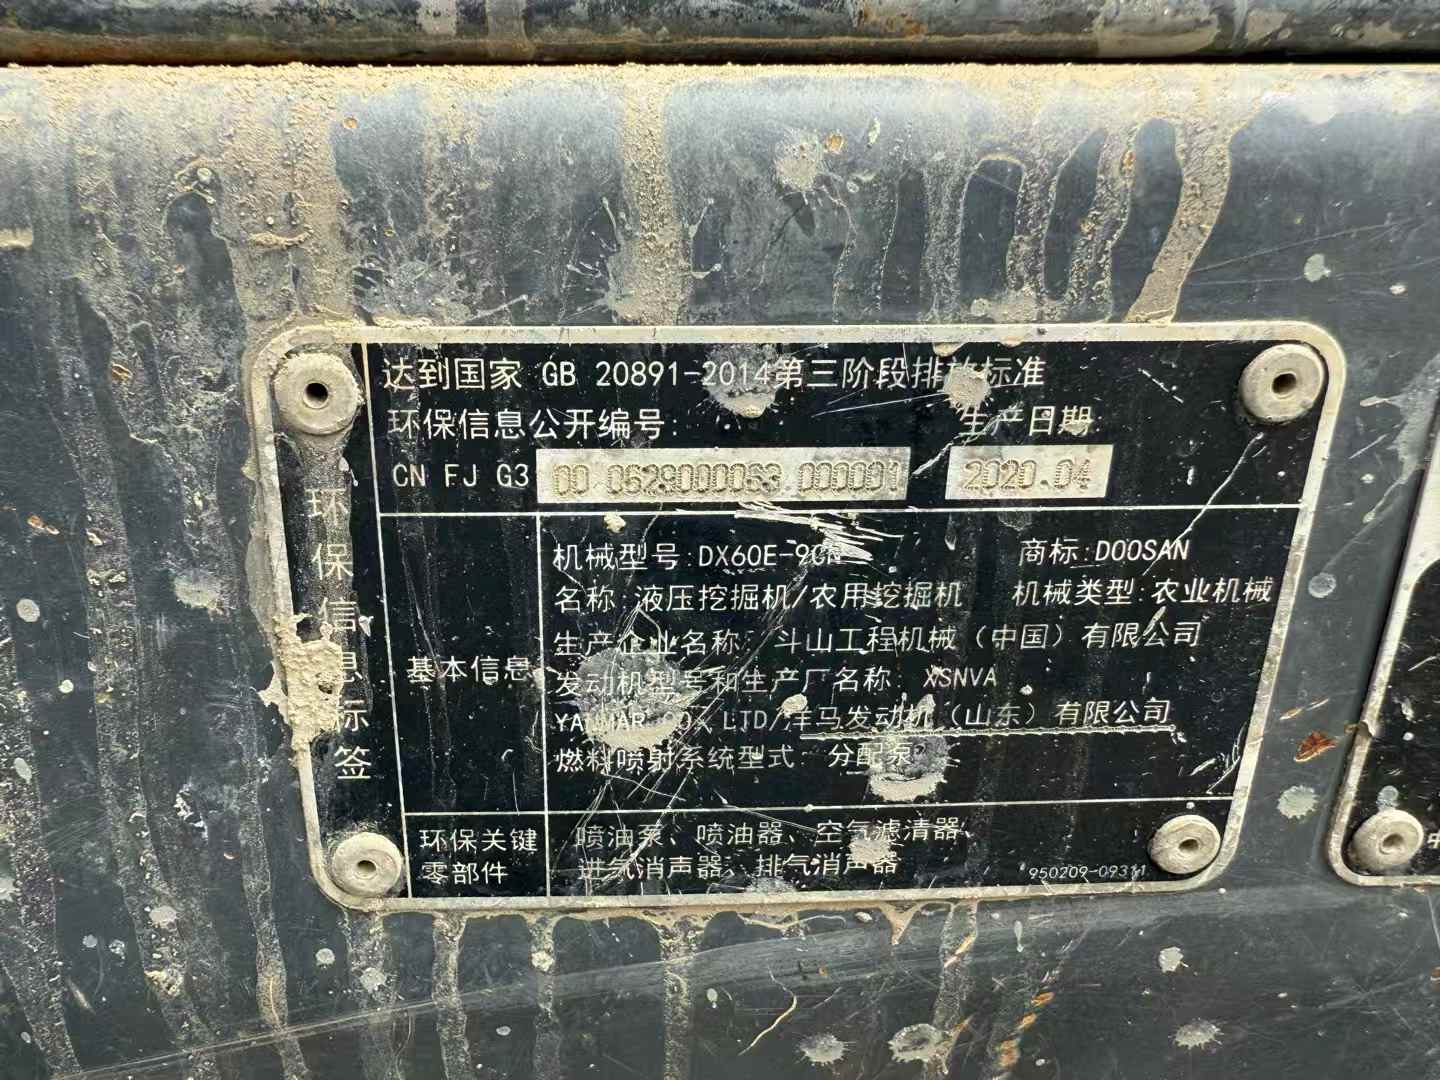 达到国家 GB 20891-2014第三阶段排放标准
环保信息公开编号:
生产日期
CN FJ G3 00 0629000063 000001
2020.04
环保信息标签
基本信息
机械型号:DX60E-9CN
商标:DOOSAN
名称:液压挖掘机/农用挖掘机
机械类型:农业机械
生产企业名称: 斗山工程机械(中国)有限公司
发动机型号和生产厂名称:
YANMAR CO., LTD/洋马发动机(山东)有限公司
燃料喷射系统型式: 分配泵
环保关键
零部件
喷油泵、喷油器、空气滤清器、
进气消声器、排气消声器